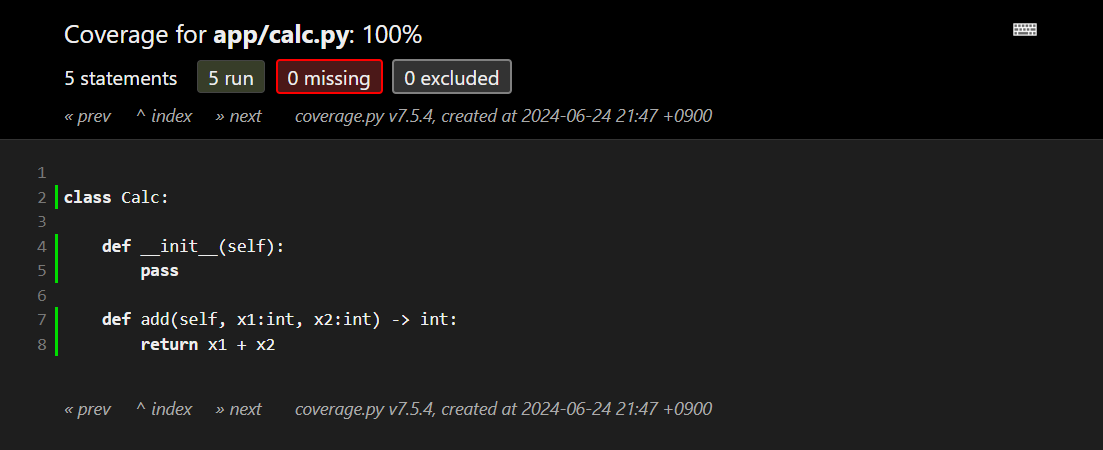 Coverage for app/calc.py: 100%
5 statements 5 run 0 missing 0 excluded
« prev ^ index » next coverage.py v7.5.4, created at 2024-06-24 21:47 +0900
1
2 class Calc:
3
4     def __init__(self):
5         pass
6
7     def add(self, x1:int, x2:int) -> int:
8         return x1 + x2
« prev ^ index » next coverage.py v7.5.4, created at 2024-06-24 21:47 +0900